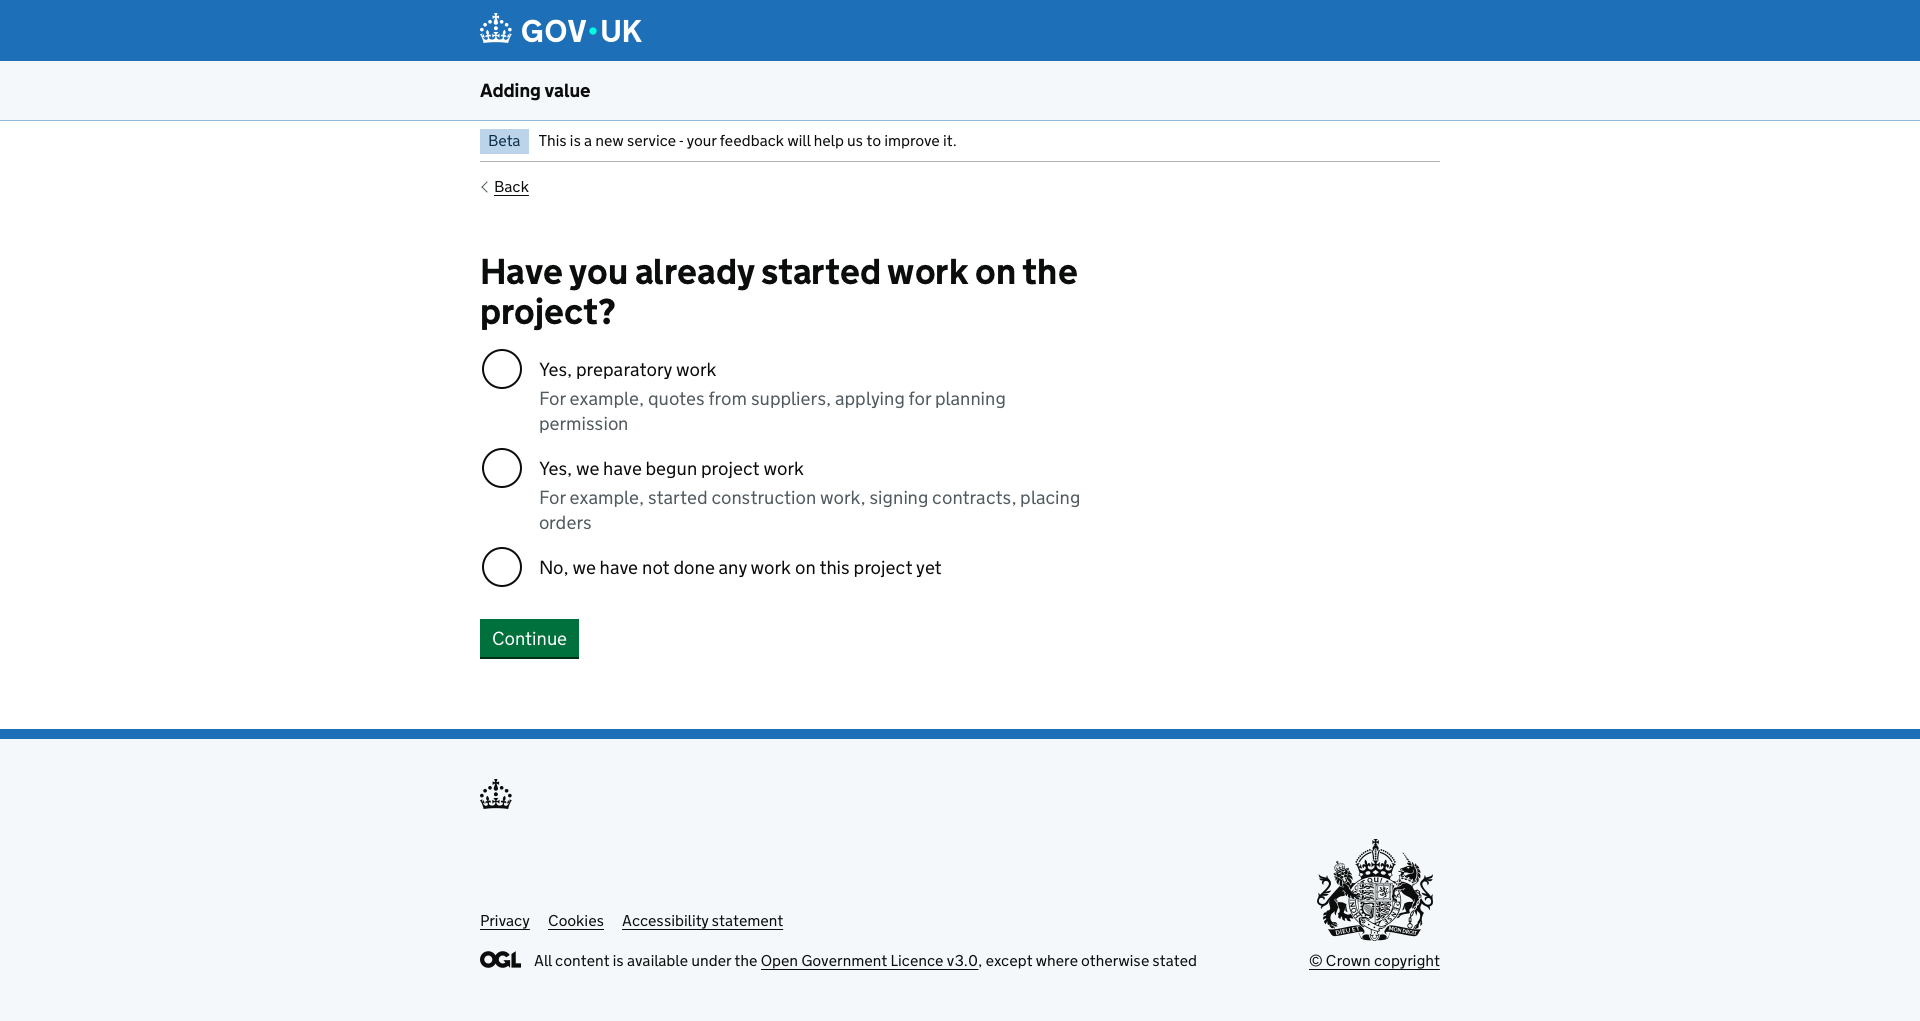 GOV·UK
Adding value
Beta This is a new service - your feedback will help us to improve it.
Back
Have you already started work on the
project?
Yes, preparatory work
For example, quotes from suppliers, applying for planning
permission
Yes, we have begun project work
For example, started construction work, signing contracts, placing
orders
No, we have not done any work on this project yet
Continue
Privacy Cookies Accessibility statement
OGL All content is available under the Open Government Licence v3.0, except where otherwise stated
DIEU ET MON DROIT
© Crown copyright